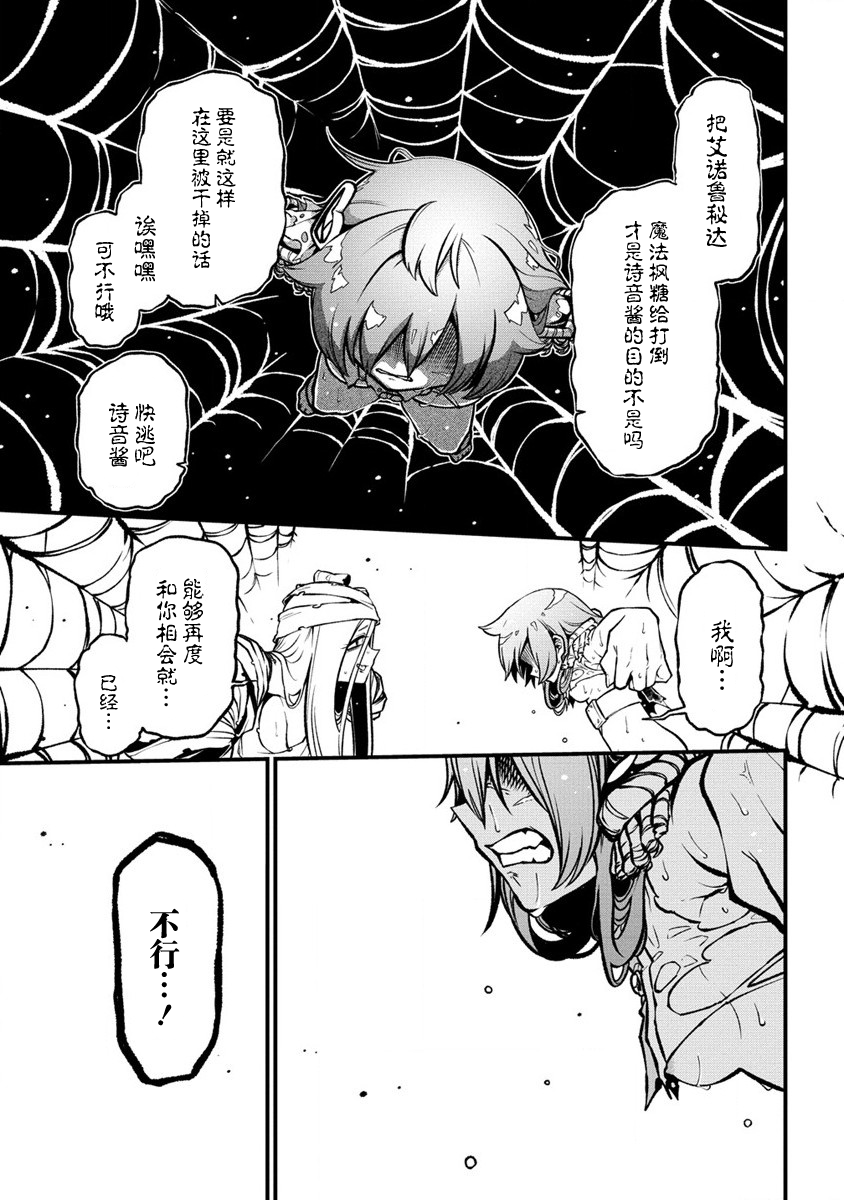 把艾诺鲁秘达
魔法枫糖给打倒
才是诗音酱的目的不是吗
要是就这样
在这里被干掉的话
诶嘿嘿
可不行哦
快逃吧
诗音酱
我啊…
能够再度
和你相会就…
已经…
不行…！